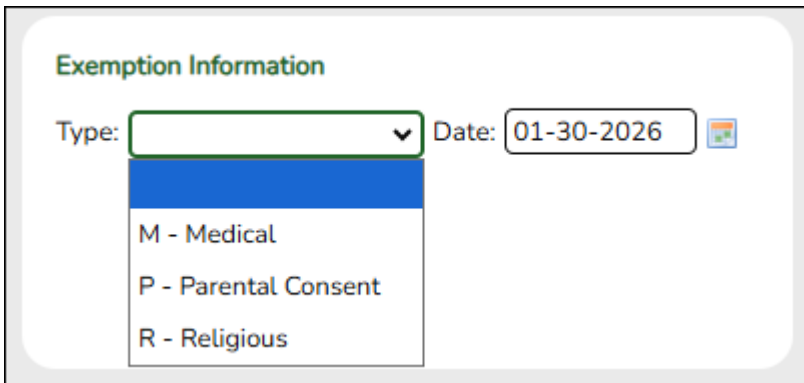 Exemption Information
Type: Date: 01-30-2026
M - Medical
P - Parental Consent
R - Religious